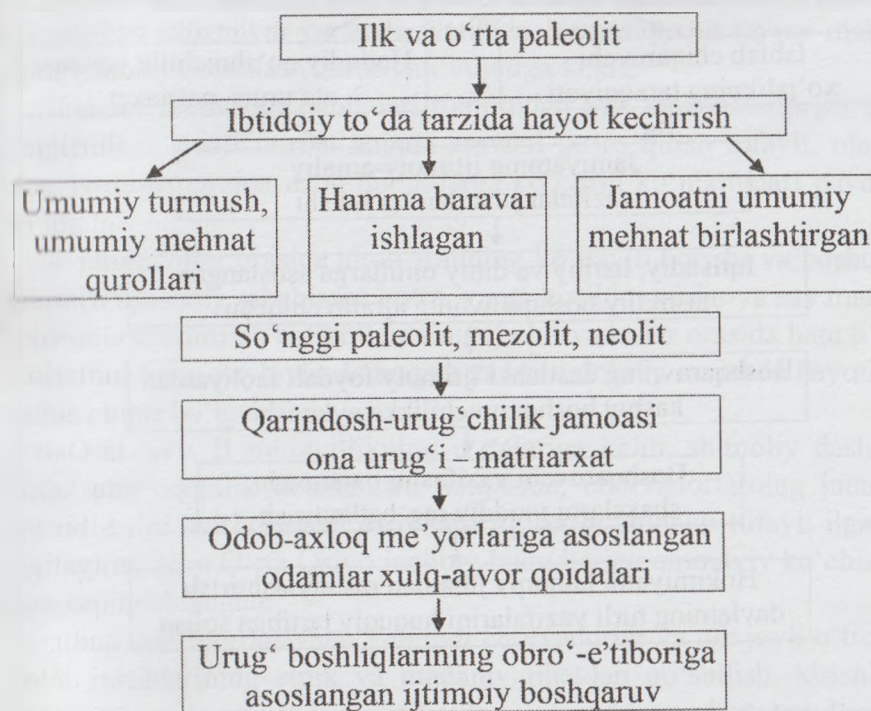 Ilk va o‘rta paleolit
Ibtidoiy to‘da tarzida hayot kechirish
Umumiy turmush,
umumiy mehnat
qurollari
Hamma baravar
ishlagan
Jamoatni umumiy
mehnat birlashtirgan
So‘nggi paleolit, mezolit, neolit
Qarindosh-urug‘chilik jamoasi
ona urug‘i – matriarxat
Odob-axloq me’yorlariga asoslangan
odamlar xulq-atvor qoidalari
Urug‘ boshliqlarining obro‘-e’tiboriga
asoslangan ijtimoiy boshqaruv